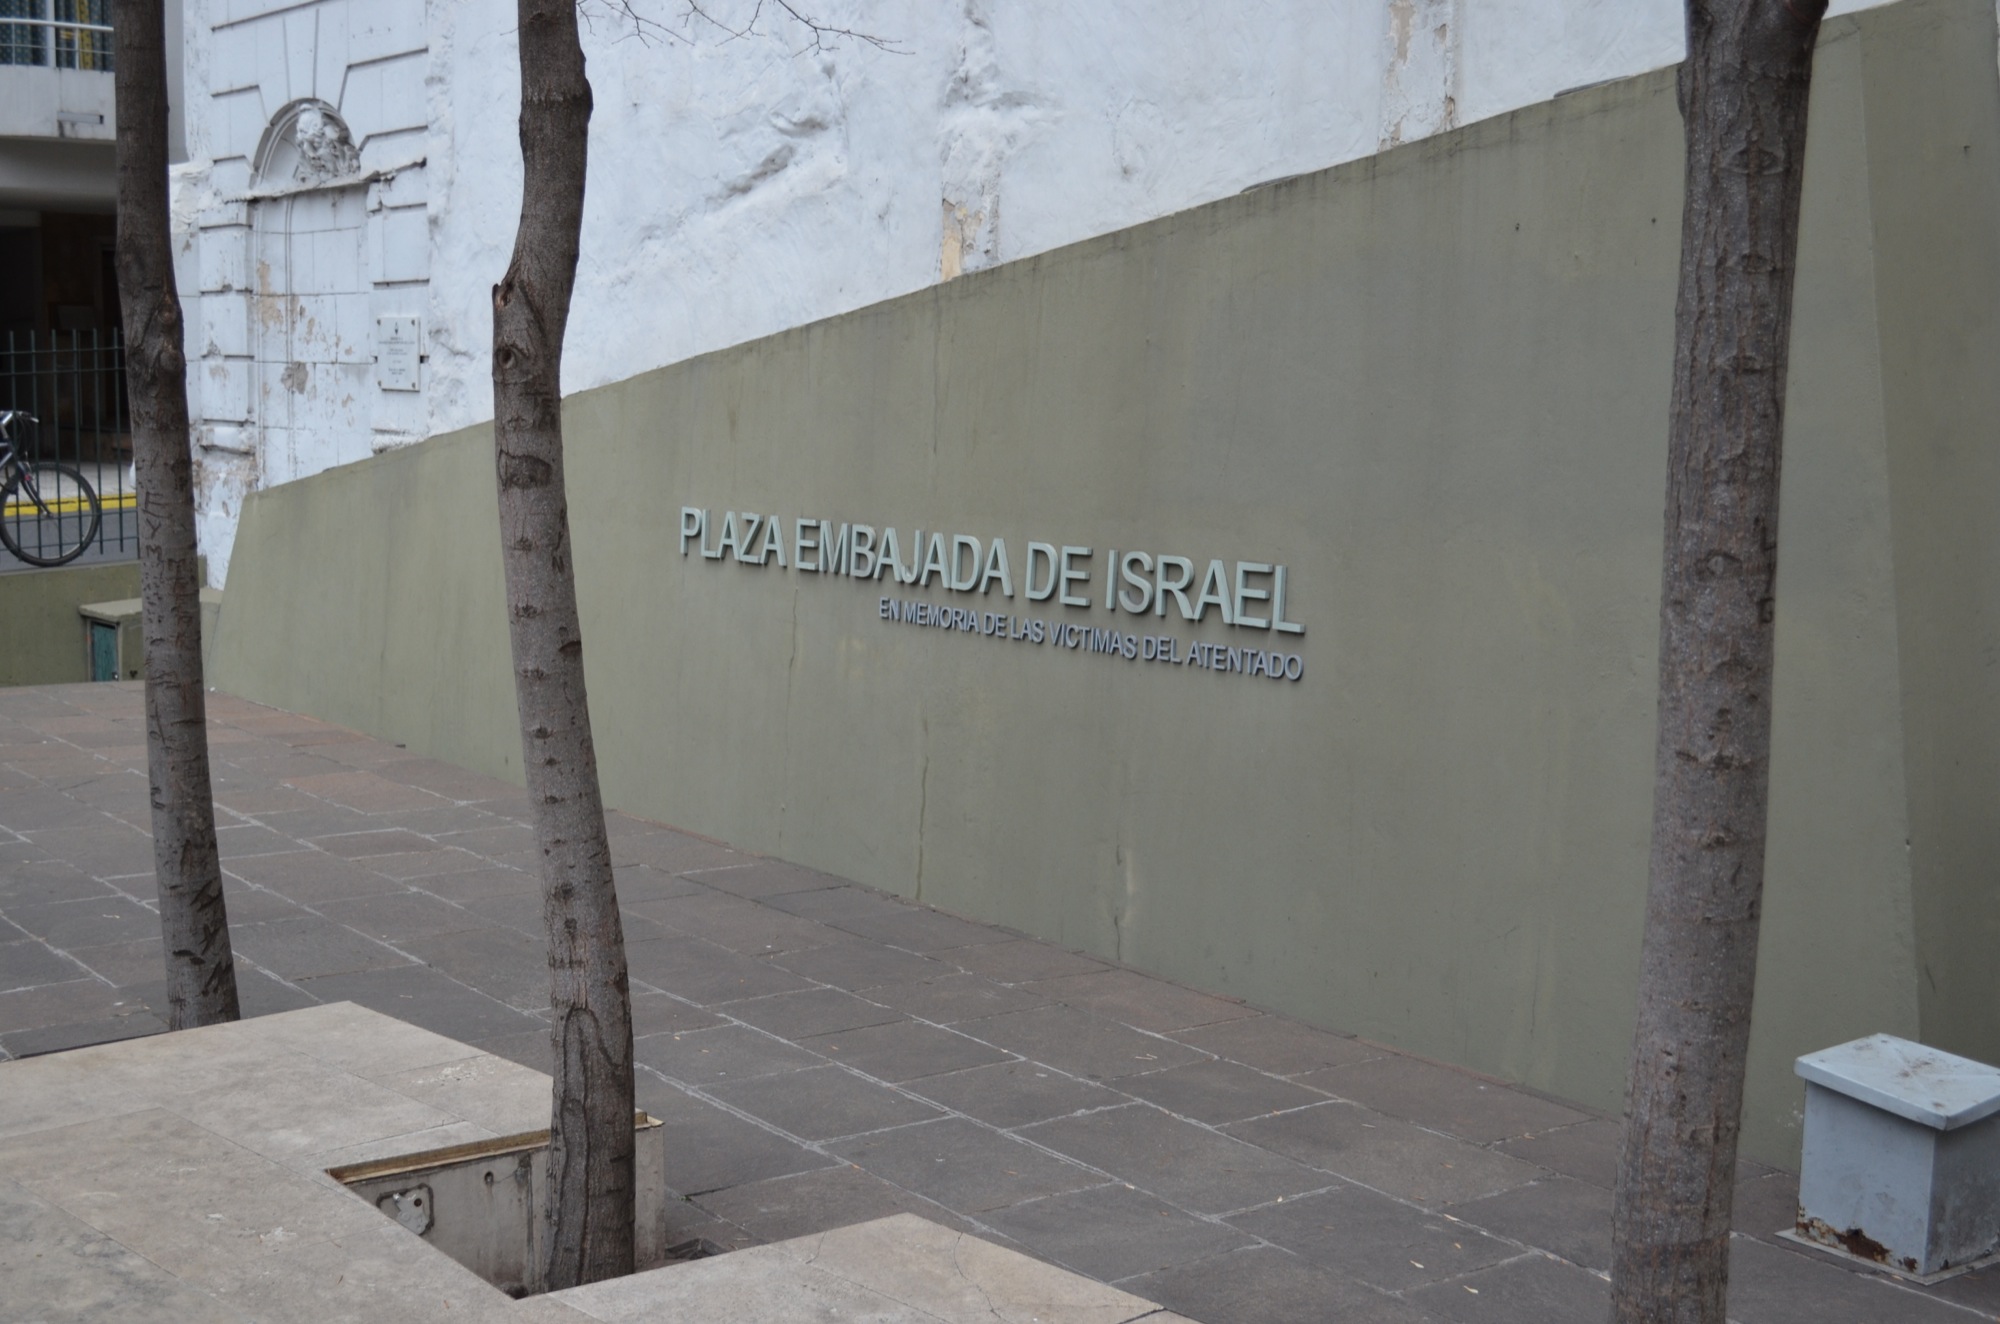 PLAZA EMBAJADA DE ISRAEL
EN MEMORIA DE LAS VICTIMAS DEL ATENTADO